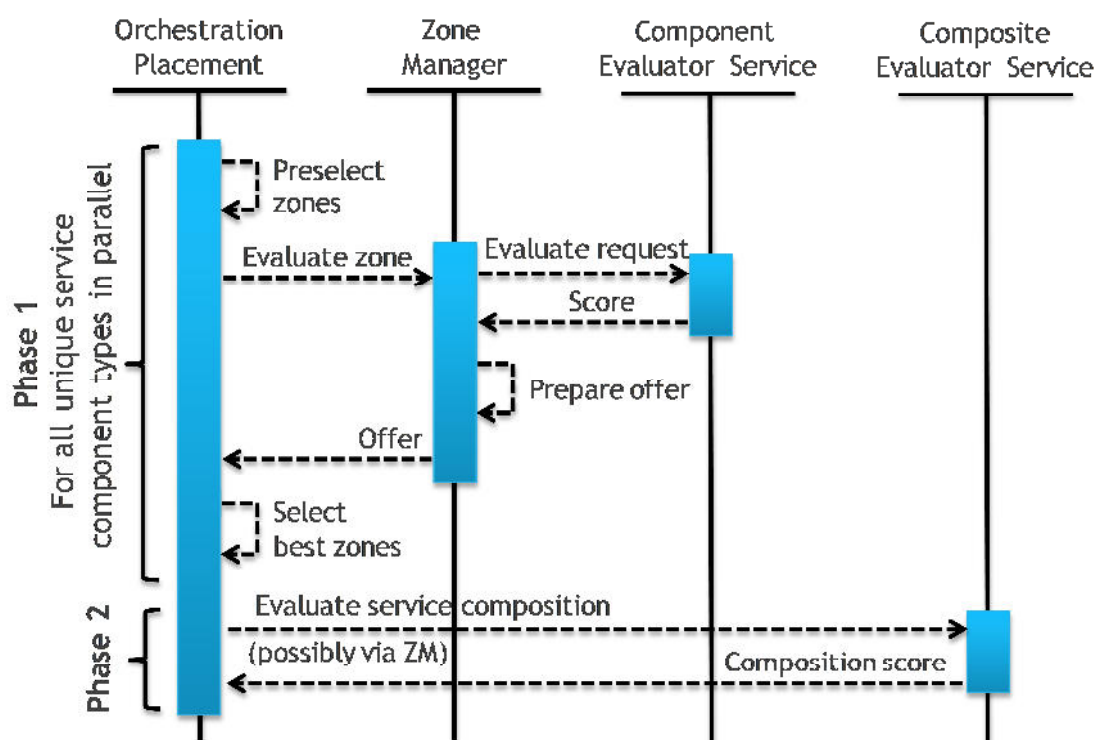 Orchestration
Placement
Zone
Manager
Component
Evaluator Service
Composite
Evaluator Service
Phase 1
For all unique service
component types in parallel
Preselect
zones
Evaluate zone
Evaluate request
Score
Prepare offer
Offer
Select
best zones
Phase 2
Evaluate service composition
(possibly via ZM)
Composition score